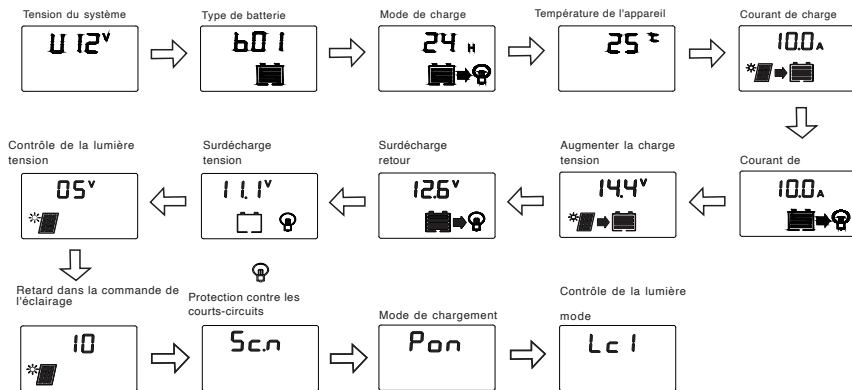 Tension du système
U 12V
Type de batterie
b01
Mode de charge
24 H
Température de l'appareil
25 ℃
Courant de charge
10.0A
Contrôle de la lumière
tension
05V
Surdécharge
tension
11.1V
Surdécharge
retour
12.6V
Augmenter la charge
tension
14.4V
Courant de
10.0A
Retard dans la commande de
l'éclairage
10
Protection contre les
courts-circuits
Sc.n
Mode de chargement
Pon
Contrôle de la lumière
mode
Lc1